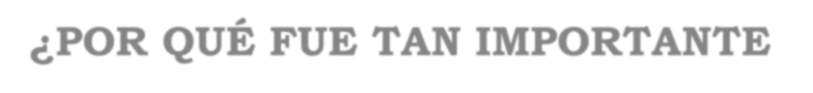 ¿POR QUÉ FUE TAN IMPORTANTE